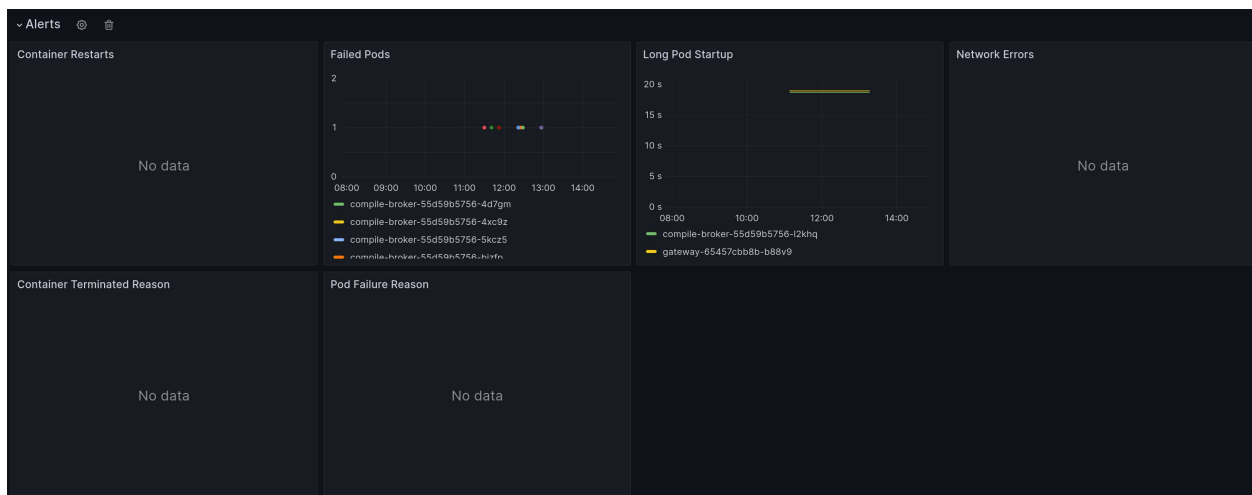 Alerts
Container Restarts
No data
Failed Pods
2
1
0
08:00 09:00 10:00 11:00 12:00 13:00 14:00
compile-broker-55d59b5756-4d7gm
compile-broker-55d59b5756-4xc9z
compile-broker-55d59b5756-5kcz5
Long Pod Startup
20 s
15 s
10 s
5 s
0 s
08:00 10:00 12:00 14:00
compile-broker-55d59b5756-l2khq
gateway-65457cbb8b-b88v9
Network Errors
No data
Container Terminated Reason
No data
Pod Failure Reason
No data